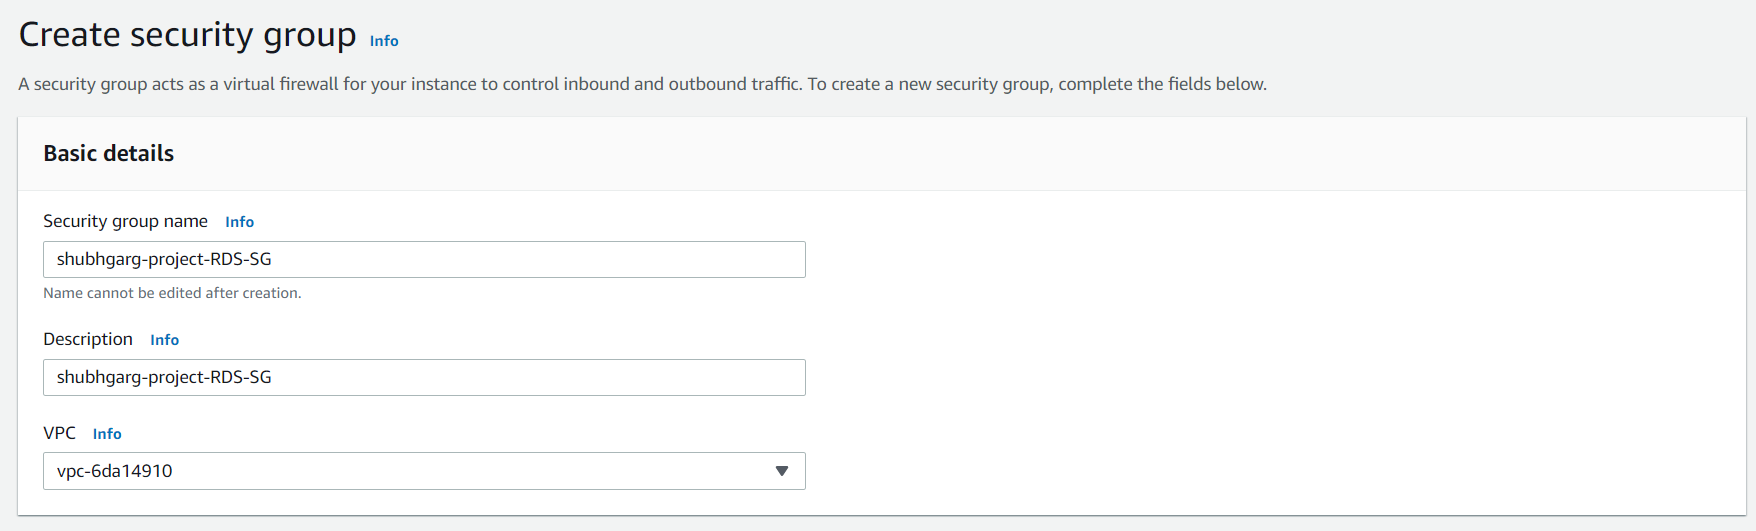 Create security group Info
A security group acts as a virtual firewall for your instance to control inbound and outbound traffic. To create a new security group, complete the fields below.
Basic details
Security group name Info
shubhgarg-project-RDS-SG
Name cannot be edited after creation.
Description Info
shubhgarg-project-RDS-SG
VPC Info
vpc-6da14910